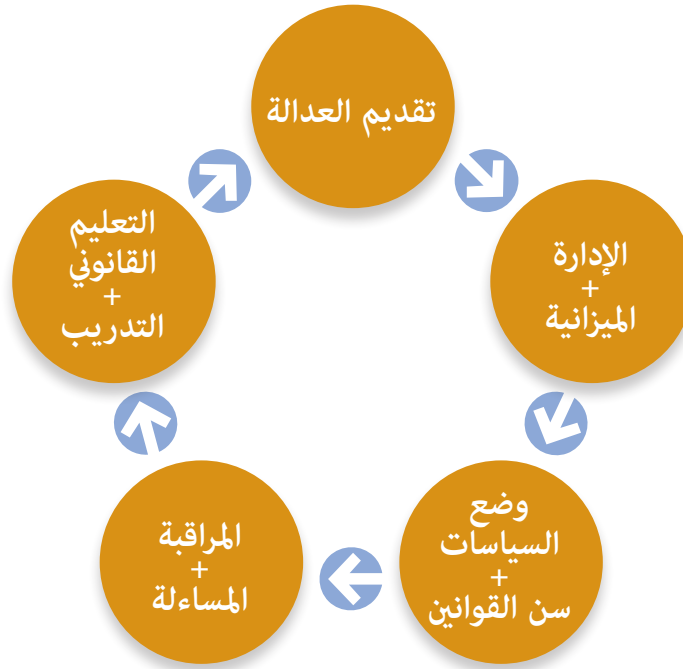 تقديم العدالة
الإدارة
+
الميزانية
وضع
السياسات
+
سن القوانين
المراقبة
+
المساءلة
التعليم
القانوني
+
التدريب